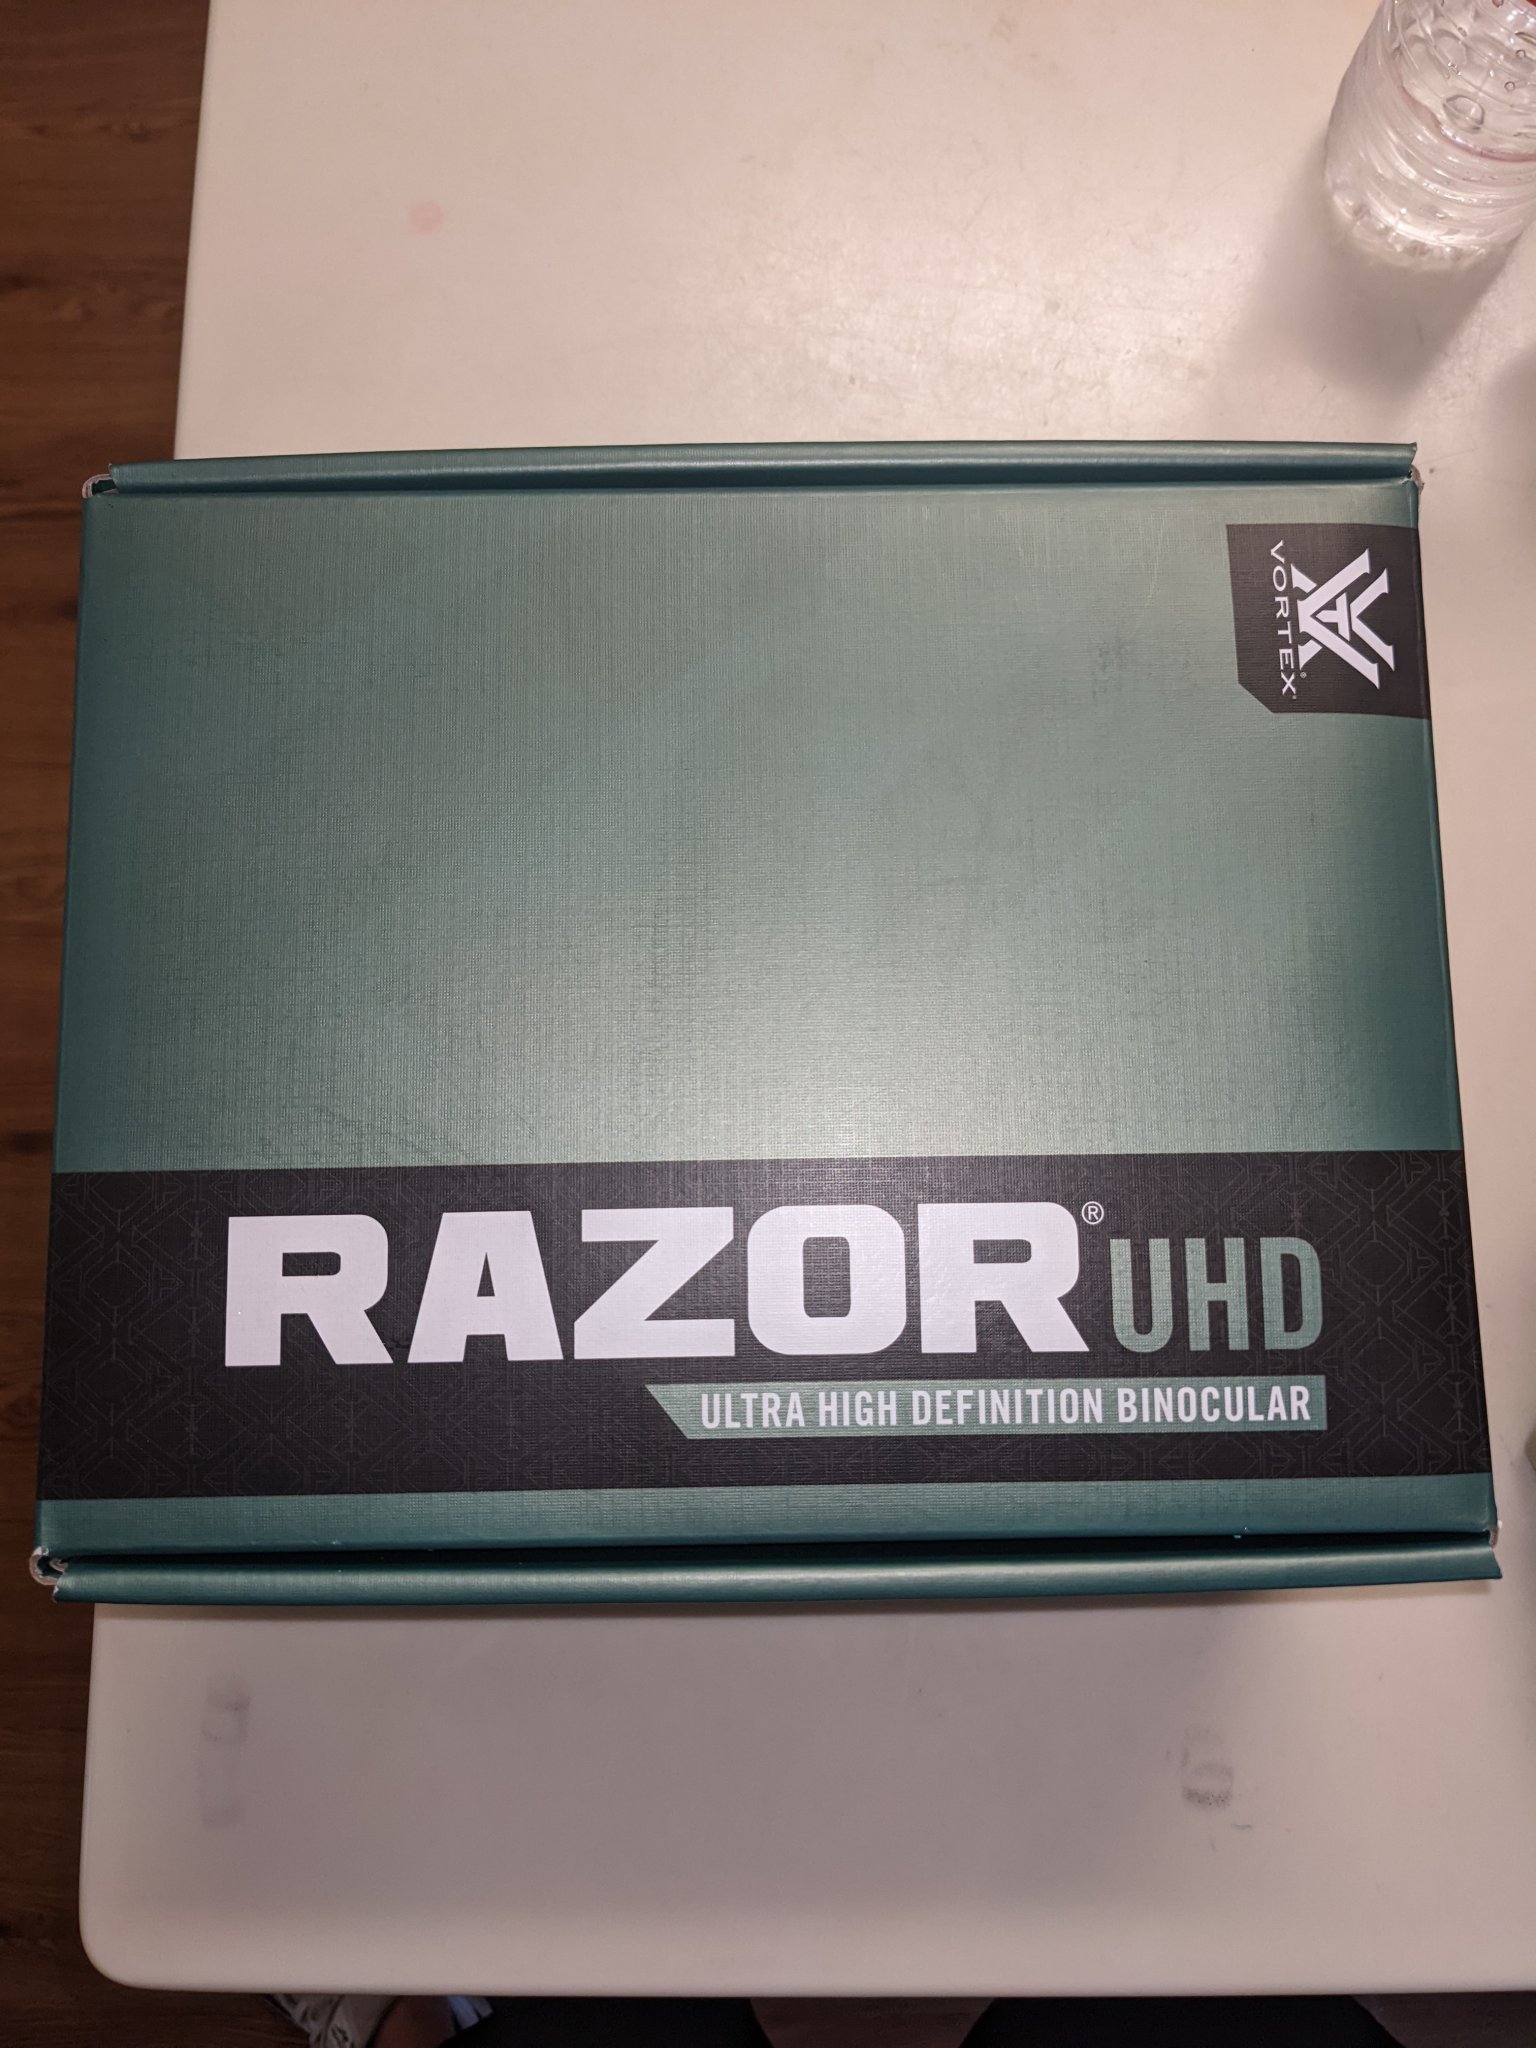 VORTEX®
RAZOR® UHD
ULTRA HIGH DEFINITION BINOCULAR